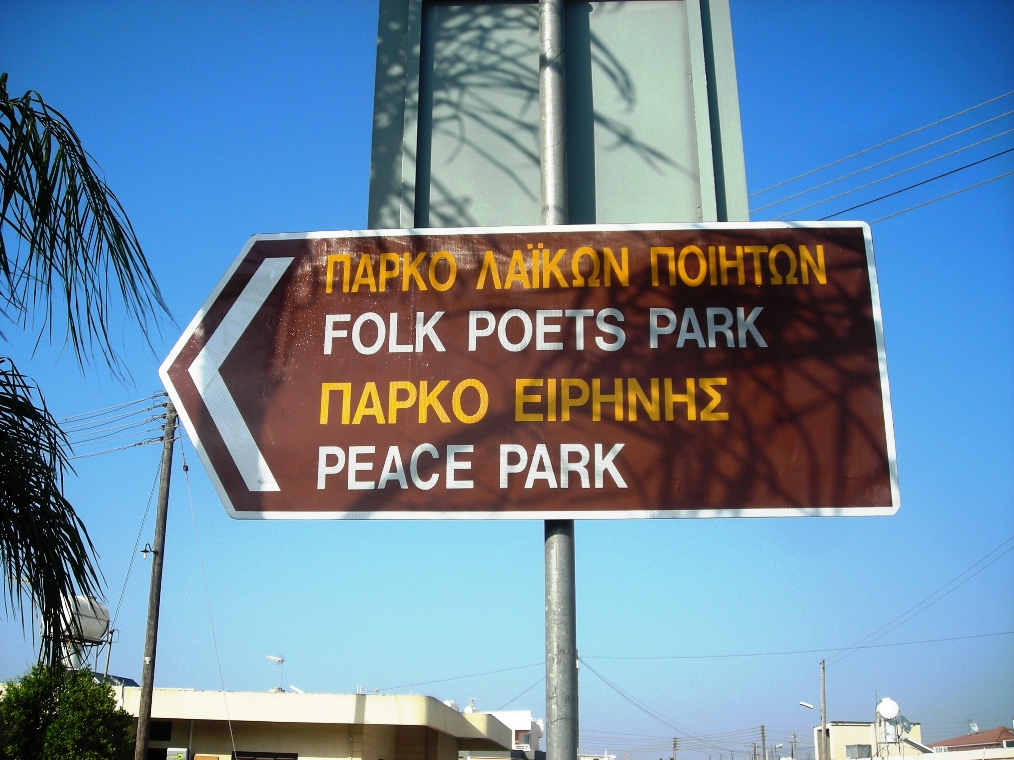 ΠΑΡΚΟ ΛΑΪΚΩΝ ΠΟΙΗΤΩΝ
FOLK POETS PARK
ΠΑΡΚΟ ΕΙΡΗΝΗΣ
PEACE PARK